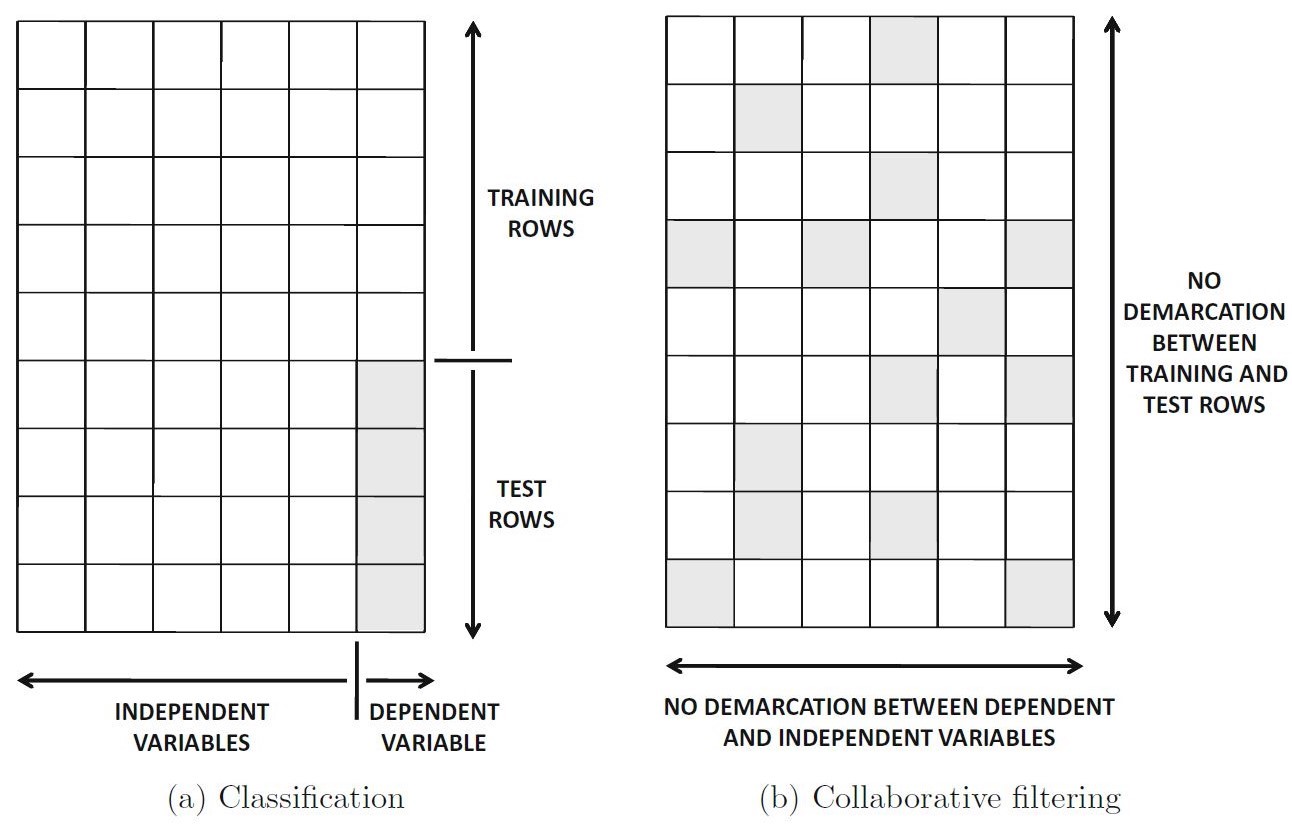 TRAINING
ROWS
TEST
ROWS
INDEPENDENT
VARIABLES
DEPENDENT
VARIABLE
(a) Classification
NO
DEMARCATION
BETWEEN
TRAINING AND
TEST ROWS
NO DEMARCATION BETWEEN DEPENDENT
AND INDEPENDENT VARIABLES
(b) Collaborative filtering